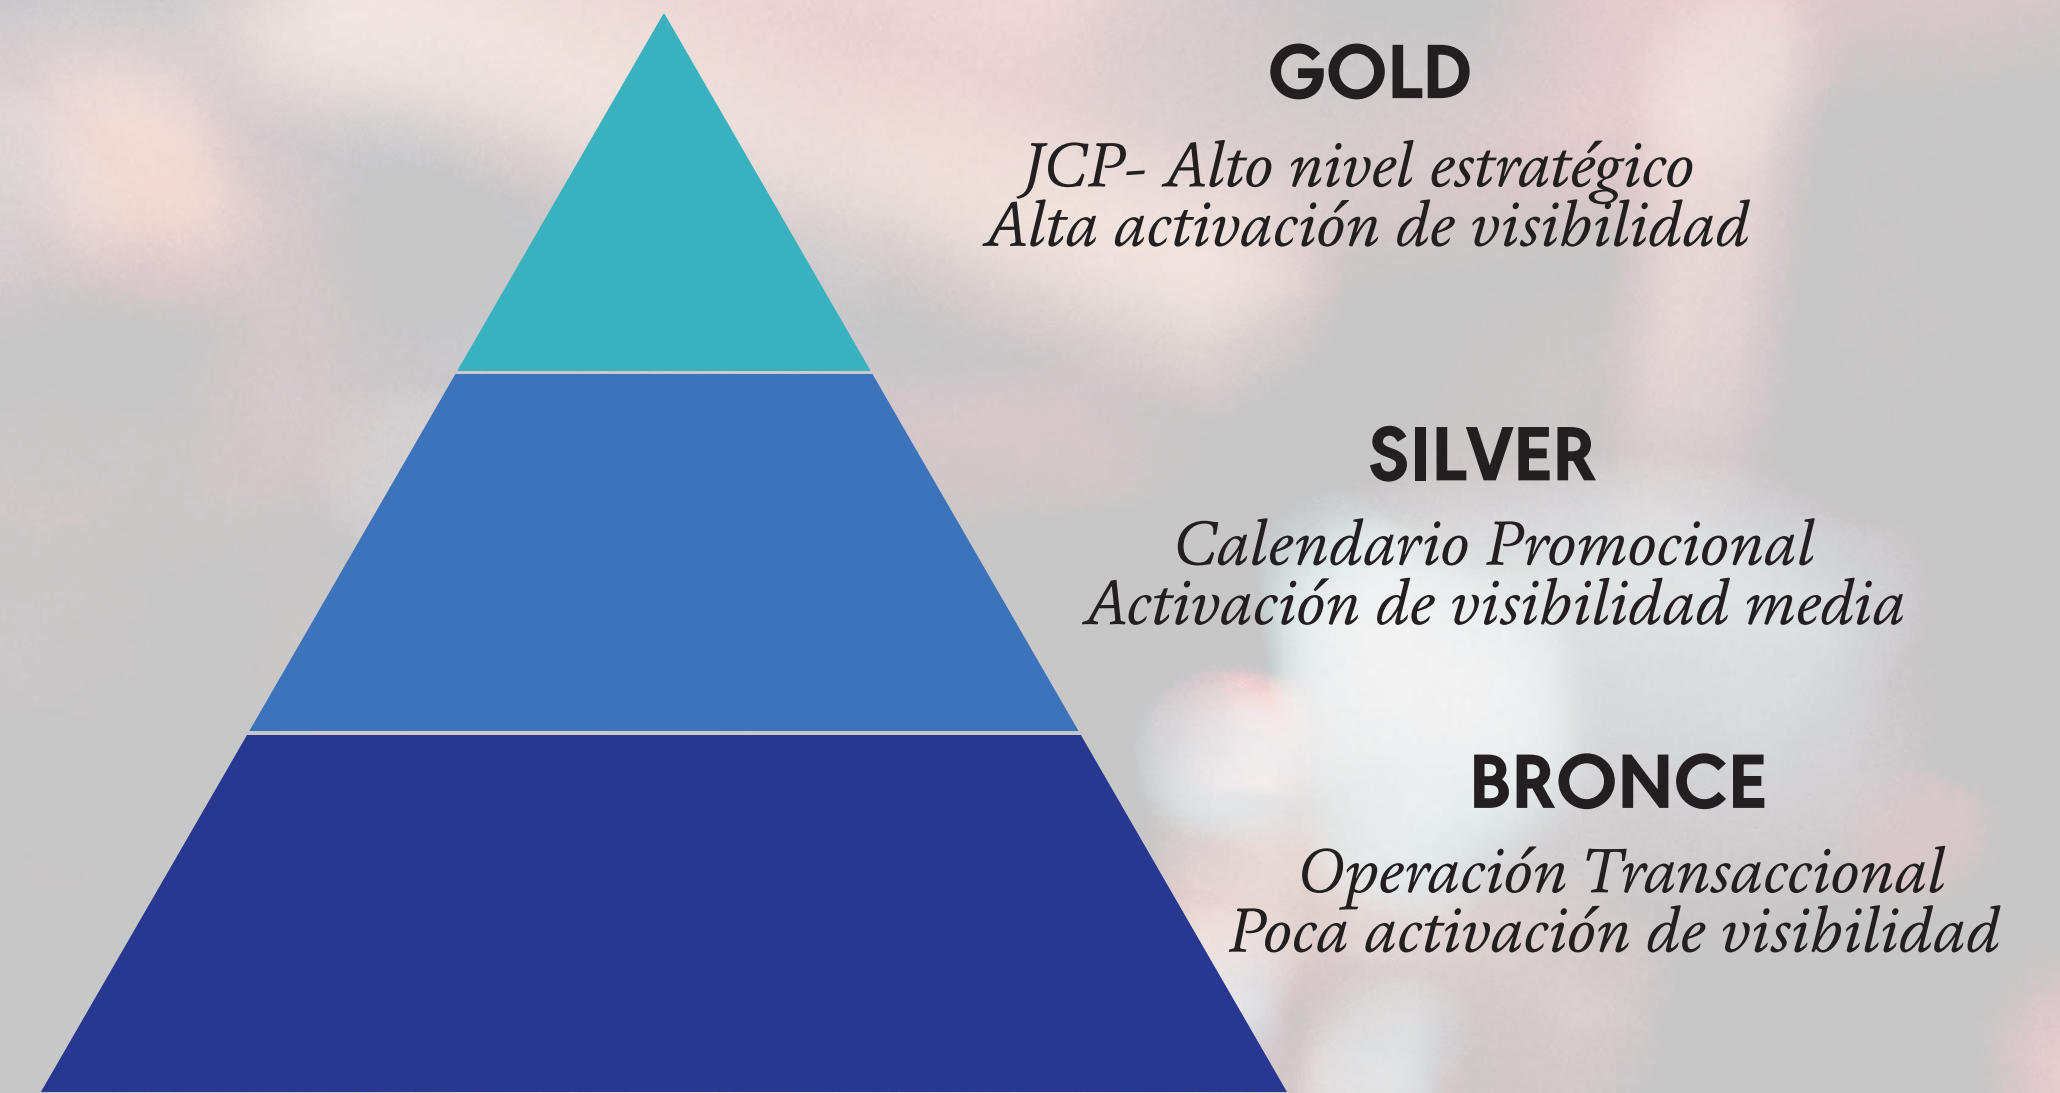 GOLD
JCP- Alto nivel estratégico
Alta activación de visibilidad
SILVER
Calendario Promocional
Activación de visibilidad media
BRONCE
Operación Transaccional
Poca activación de visibilidad